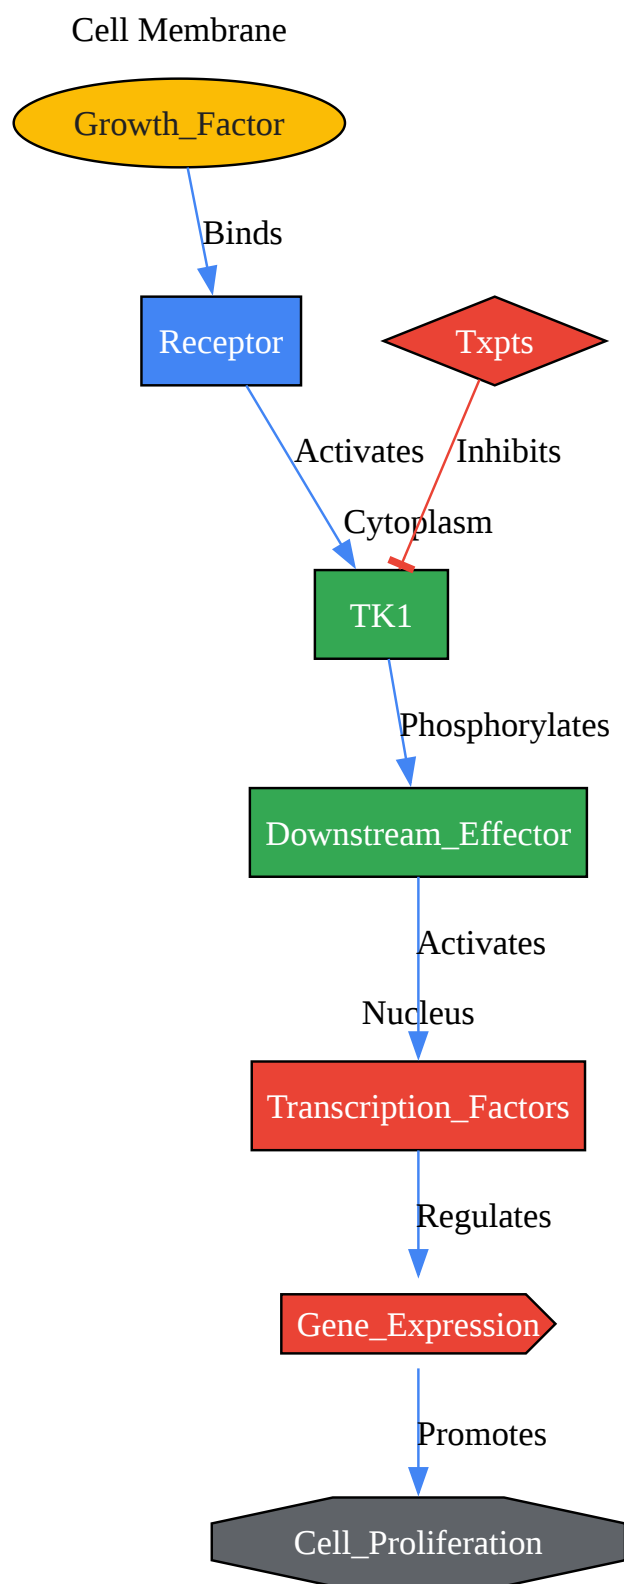 Cell Membrane
Growth_Factor
Binds
Receptor
Txpts
Activates
Inhibits
Cytoplasm
TK1
Phosphorylates
Downstream_Effector
Activates
Nucleus
Transcription_Factors
Regulates
Gene_Expression
Promotes
Cell_Proliferation